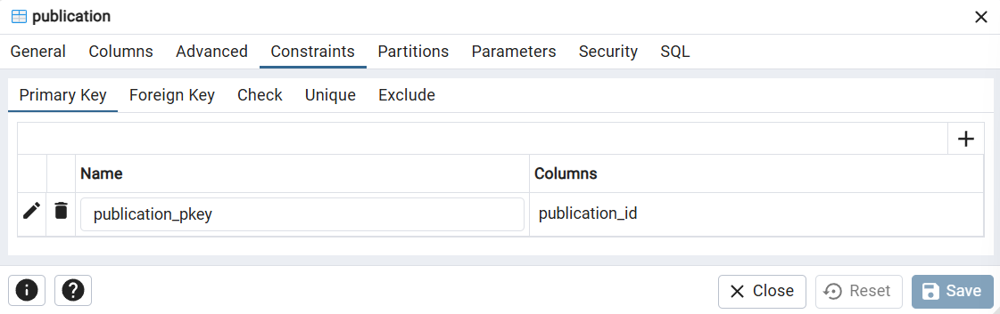 publication
General Columns Advanced Constraints Partitions Parameters Security SQL
Primary Key Foreign Key Check Unique Exclude
Name Columns
publication_pkey publication_id
Close Reset Save